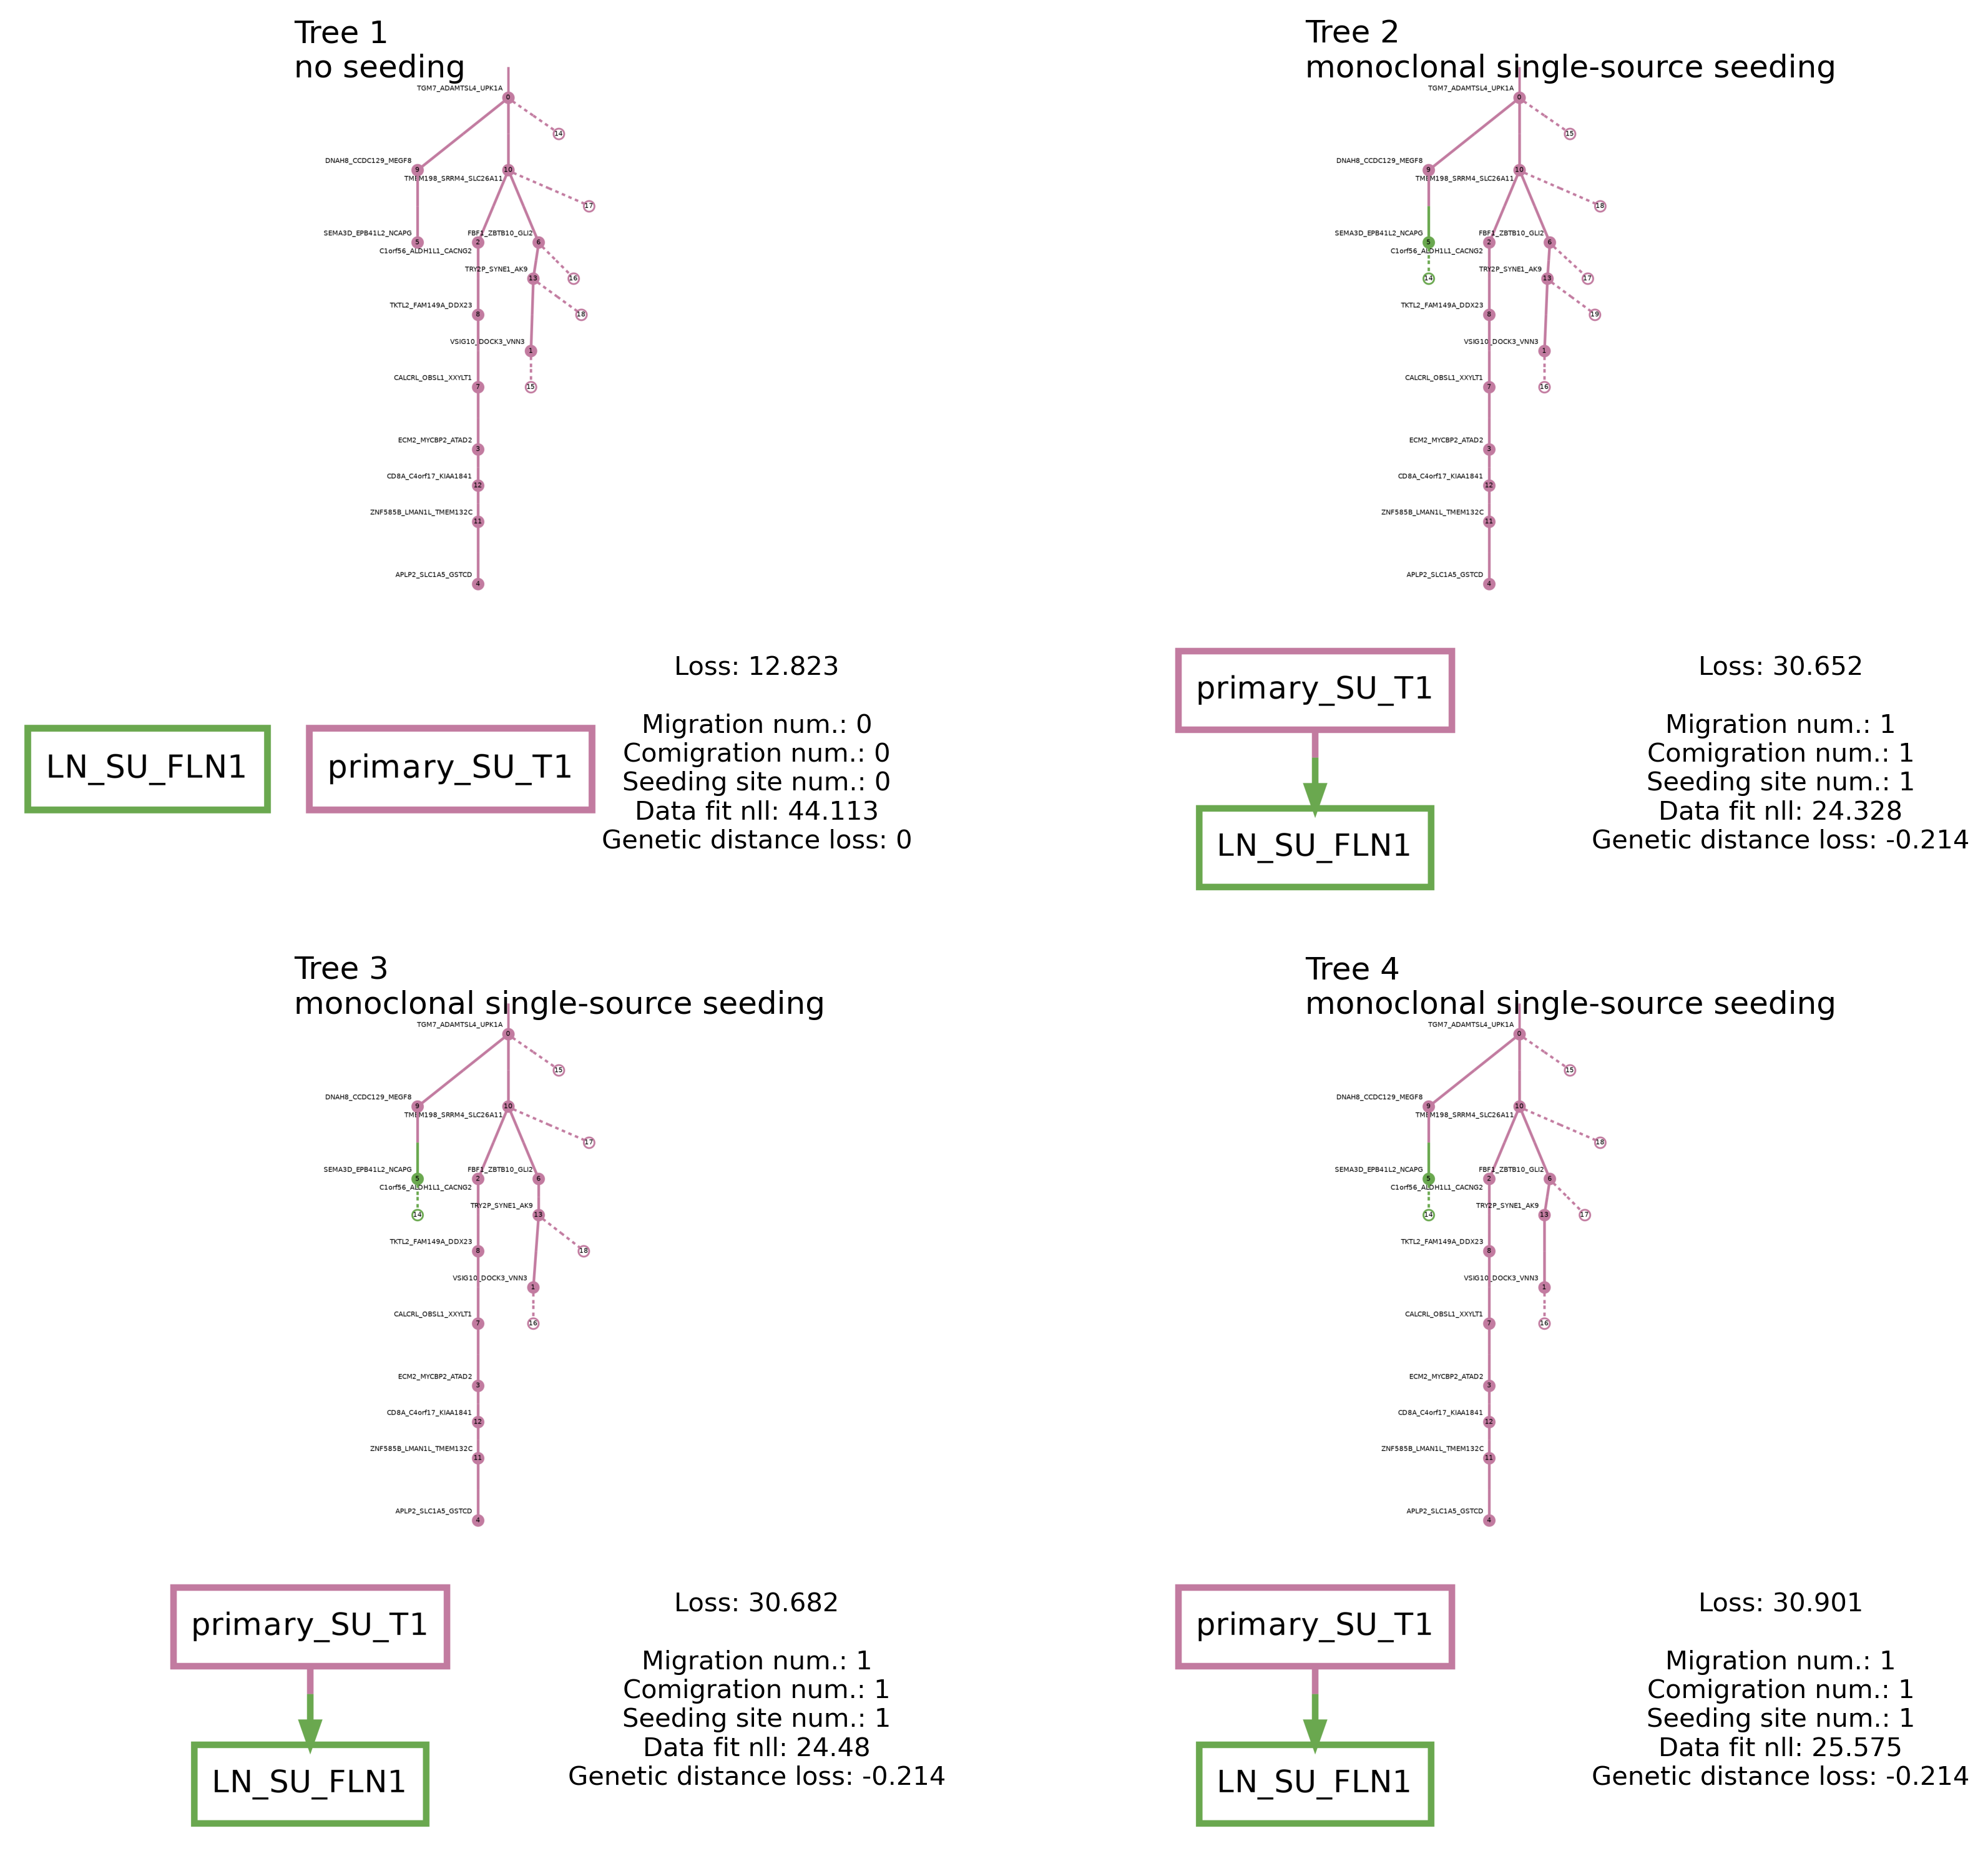 Tree 1
no seeding
TGM7_ADAMTSL4_UPK1A
0
14
DNAH8_CCDC129_MEGF8
9
10
TMEM198_SRRM4_SLC26A11
17
SEMA3D_EPB41L2_NCAPG
5
2
FBF1_ZBTB10_GLI2
6
C1orf56_ALDH1L1_CACNG2
TRY2P_SYNE1_AK9
13
16
TKTL2_FAM149A_DDX23
8
18
VSIG10_DOCK3_VNN3
1
CALCRL_OBSL1_XXYLT1
7
15
ECM2_MYCBP2_ATAD2
3
CD8A_C4orf17_KIAA1841
12
ZNF585B_LMAN1L_TMEM132C
11
APLP2_SLC1A5_GSTCD
4
LN_SU_FLN1
primary_SU_T1
Loss: 12.823
Migration num.: 0
Comigration num.: 0
Seeding site num.: 0
Data fit nll: 44.113
Genetic distance loss: 0
Tree 2
monoclonal single-source seeding
TGM7_ADAMTSL4_UPK1A
0
15
DNAH8_CCDC129_MEGF8
9
10
TMEM198_SRRM4_SLC26A11
18
SEMA3D_EPB41L2_NCAPG
5
2
FBF1_ZBTB10_GLI2
6
C1orf56_ALDH1L1_CACNG2
14
TRY2P_SYNE1_AK9
13
17
TKTL2_FAM149A_DDX23
8
19
VSIG10_DOCK3_VNN3
1
CALCRL_OBSL1_XXYLT1
7
16
ECM2_MYCBP2_ATAD2
3
CD8A_C4orf17_KIAA1841
12
ZNF585B_LMAN1L_TMEM132C
11
APLP2_SLC1A5_GSTCD
4
primary_SU_T1
LN_SU_FLN1
Loss: 30.652
Migration num.: 1
Comigration num.: 1
Seeding site num.: 1
Data fit nll: 24.328
Genetic distance loss: -0.214
Tree 3
monoclonal single-source seeding
TGM7_ADAMTSL4_UPK1A
0
15
DNAH8_CCDC129_MEGF8
9
10
TMEM198_SRRM4_SLC26A11
17
SEMA3D_EPB41L2_NCAPG
5
2
FBF1_ZBTB10_GLI2
6
C1orf56_ALDH1L1_CACNG2
14
TRY2P_SYNE1_AK9
13
TKTL2_FAM149A_DDX23
8
18
VSIG10_DOCK3_VNN3
1
CALCRL_OBSL1_XXYLT1
7
16
ECM2_MYCBP2_ATAD2
3
CD8A_C4orf17_KIAA1841
12
ZNF585B_LMAN1L_TMEM132C
11
APLP2_SLC1A5_GSTCD
4
primary_SU_T1
LN_SU_FLN1
Loss: 30.682
Migration num.: 1
Comigration num.: 1
Seeding site num.: 1
Data fit nll: 24.48
Genetic distance loss: -0.214
Tree 4
monoclonal single-source seeding
TGM7_ADAMTSL4_UPK1A
0
15
DNAH8_CCDC129_MEGF8
9
10
TMEM198_SRRM4_SLC26A11
18
SEMA3D_EPB41L2_NCAPG
5
2
FBF1_ZBTB10_GLI2
6
C1orf56_ALDH1L1_CACNG2
14
TRY2P_SYNE1_AK9
13
17
TKTL2_FAM149A_DDX23
8
VSIG10_DOCK3_VNN3
1
CALCRL_OBSL1_XXYLT1
7
16
ECM2_MYCBP2_ATAD2
3
CD8A_C4orf17_KIAA1841
12
ZNF585B_LMAN1L_TMEM132C
11
APLP2_SLC1A5_GSTCD
4
primary_SU_T1
LN_SU_FLN1
Loss: 30.901
Migration num.: 1
Comigration num.: 1
Seeding site num.: 1
Data fit nll: 25.575
Genetic distance loss: -0.214